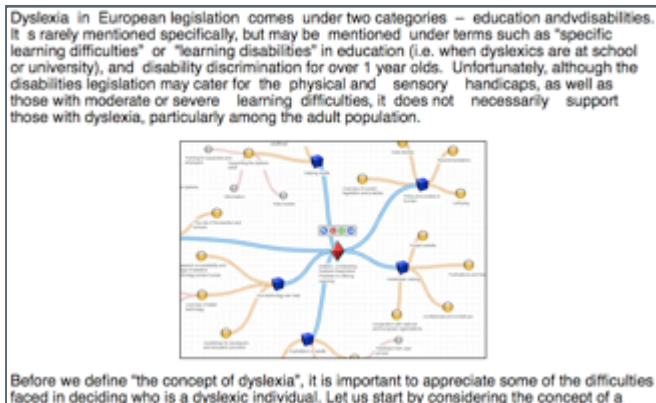 Dyslexia in European legislation comes under two categories – education andvdisabilities.
It s rarely mentioned specifically, but may be mentioned under terms such as “specific
learning difficulties” or “learning disabilities” in education (i.e. when dyslexics are at school
or university), and disability discrimination for over 1 year olds. Unfortunately, although the
disabilities legislation may cater for the physical and sensory handicaps, as well as
those with moderate or severe learning difficulties, it does not necessarily support
those with dyslexia, particularly among the adult population.
Before we define “the concept of dyslexia”, it is important to appreciate some of the difficulties
faced in deciding who is a dyslexic individual. Let us start by considering the concept of a